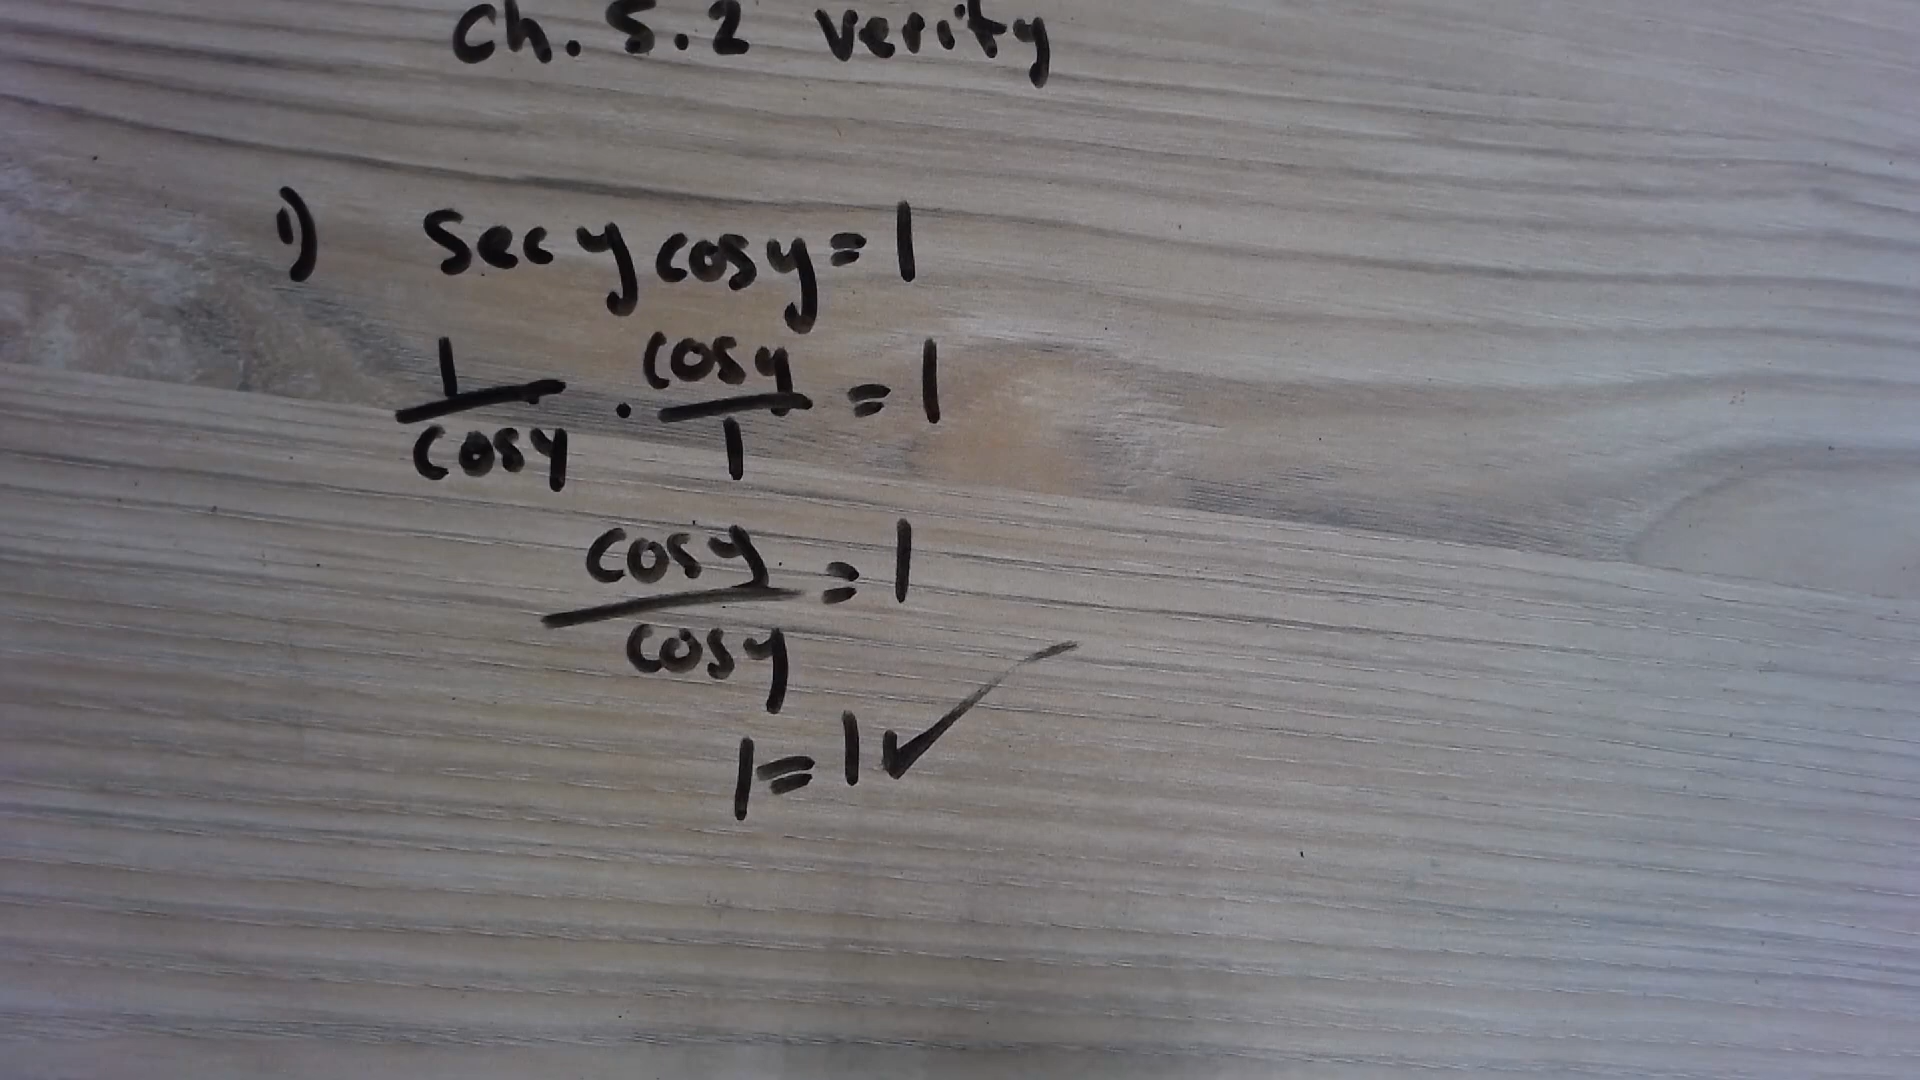 Ch. 5.2 verify
1) sec y cos y = 1
1/cos y · cos y/1 = 1
cos y/cos y = 1
1 = 1 ✓